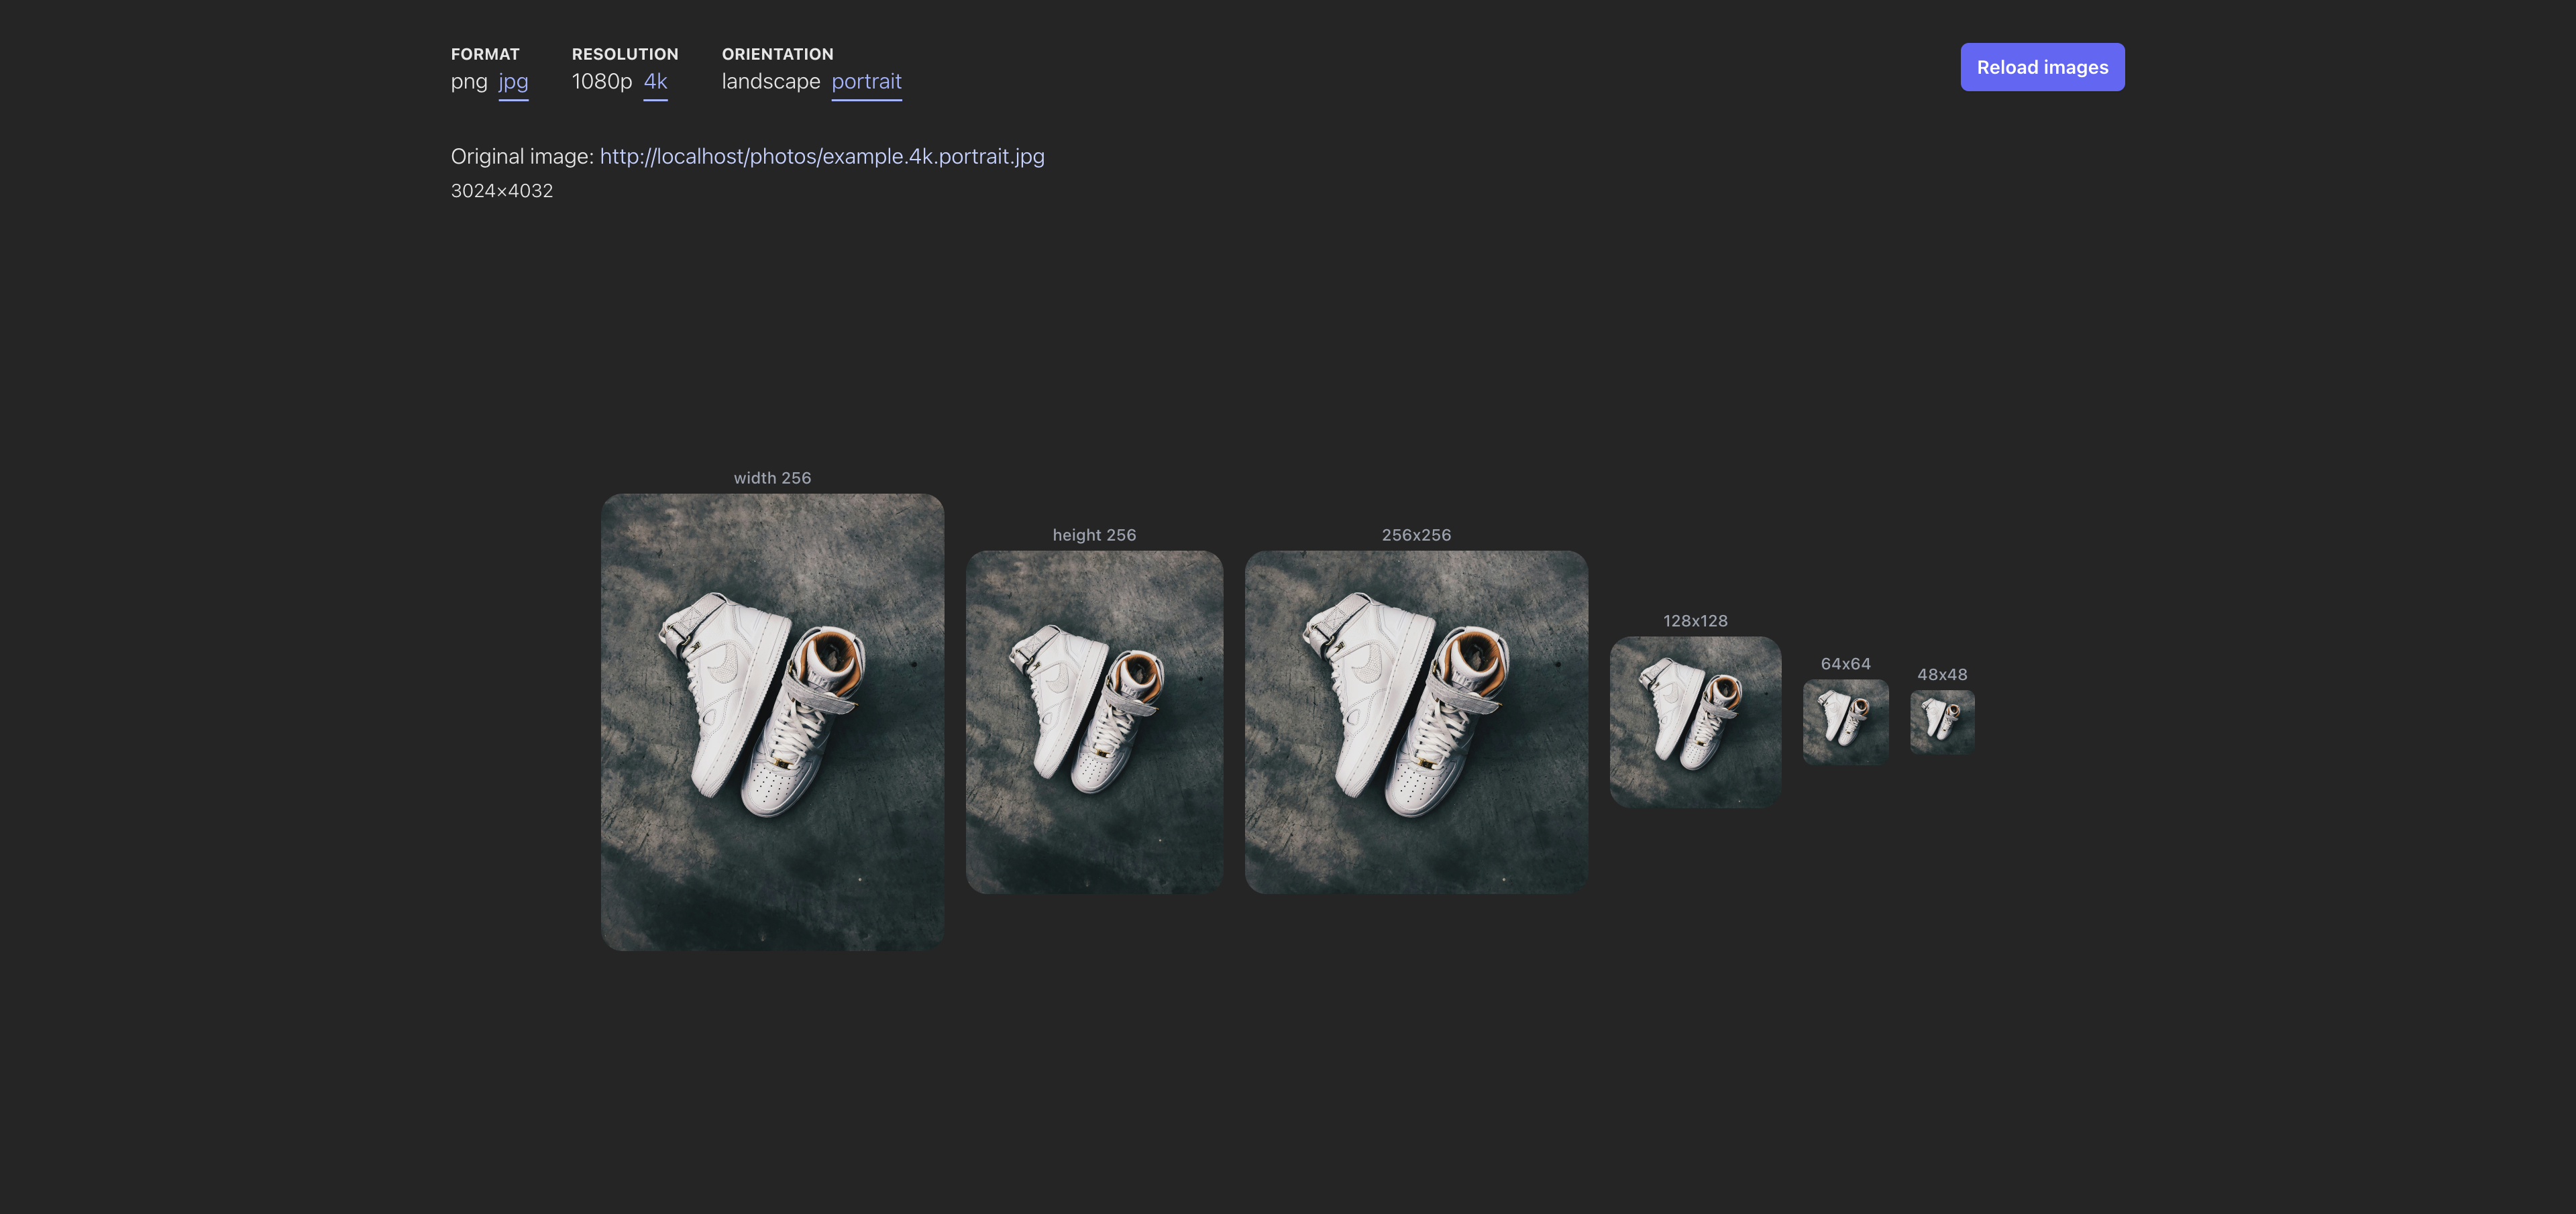 FORMAT RESOLUTION ORIENTATION
png jpg 1080p 4k landscape portrait
Reload images
Original image: http://localhost/photos/example.4k.portrait.jpg
3024×4032
width 256
height 256
256x256
128x128
64x64
48x48